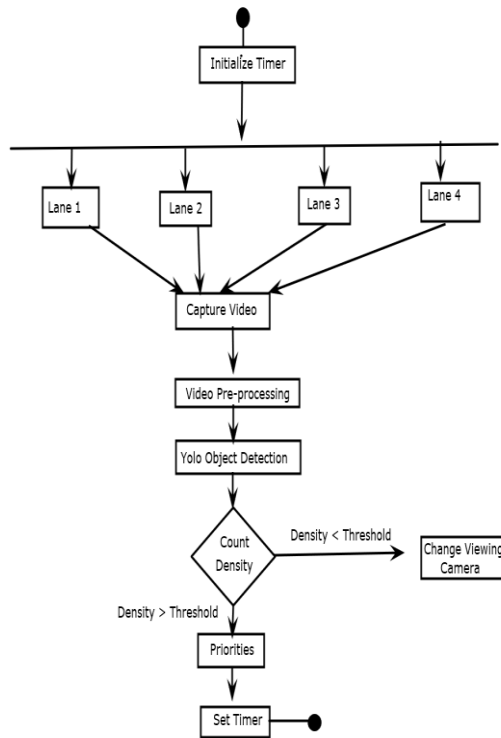 Initialize Timer
Lane 1
Lane 2
Lane 3
Lane 4
Capture Video
Video Pre-processing
Yolo Object Detection
Count
Density
Density < Threshold
Change Viewing
Camera
Density > Threshold
Priorities
Set Timer